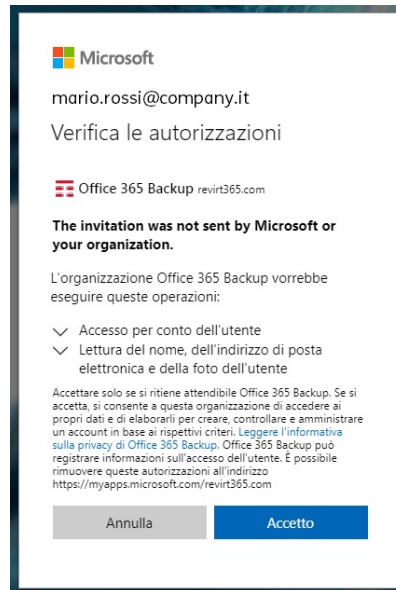 Microsoft
mario.rossi@company.it
Verifica le autorizzazioni
Office 365 Backup revirt365.com
The invitation was not sent by Microsoft or
your organization.
L'organizzazione Office 365 Backup vorrebbe
eseguire queste operazioni:
Accesso per conto dell'utente
Lettura del nome, dell'indirizzo di posta
elettronica e della foto dell'utente
Accettare solo se si ritiene attendibile Office 365 Backup. Se si
accetta, si consente a questa organizzazione di accedere ai
propri dati e di elaborarli per creare, controllare e amministrare
un account in base ai rispettivi criteri. Leggere l'informativa
sulla privacy di Office 365 Backup. Office 365 Backup può
registrare informazioni sull'accesso dell'utente. È possibile
rimuovere queste autorizzazioni all'indirizzo
https://myapps.microsoft.com/revirt365.com
Annulla Accetto